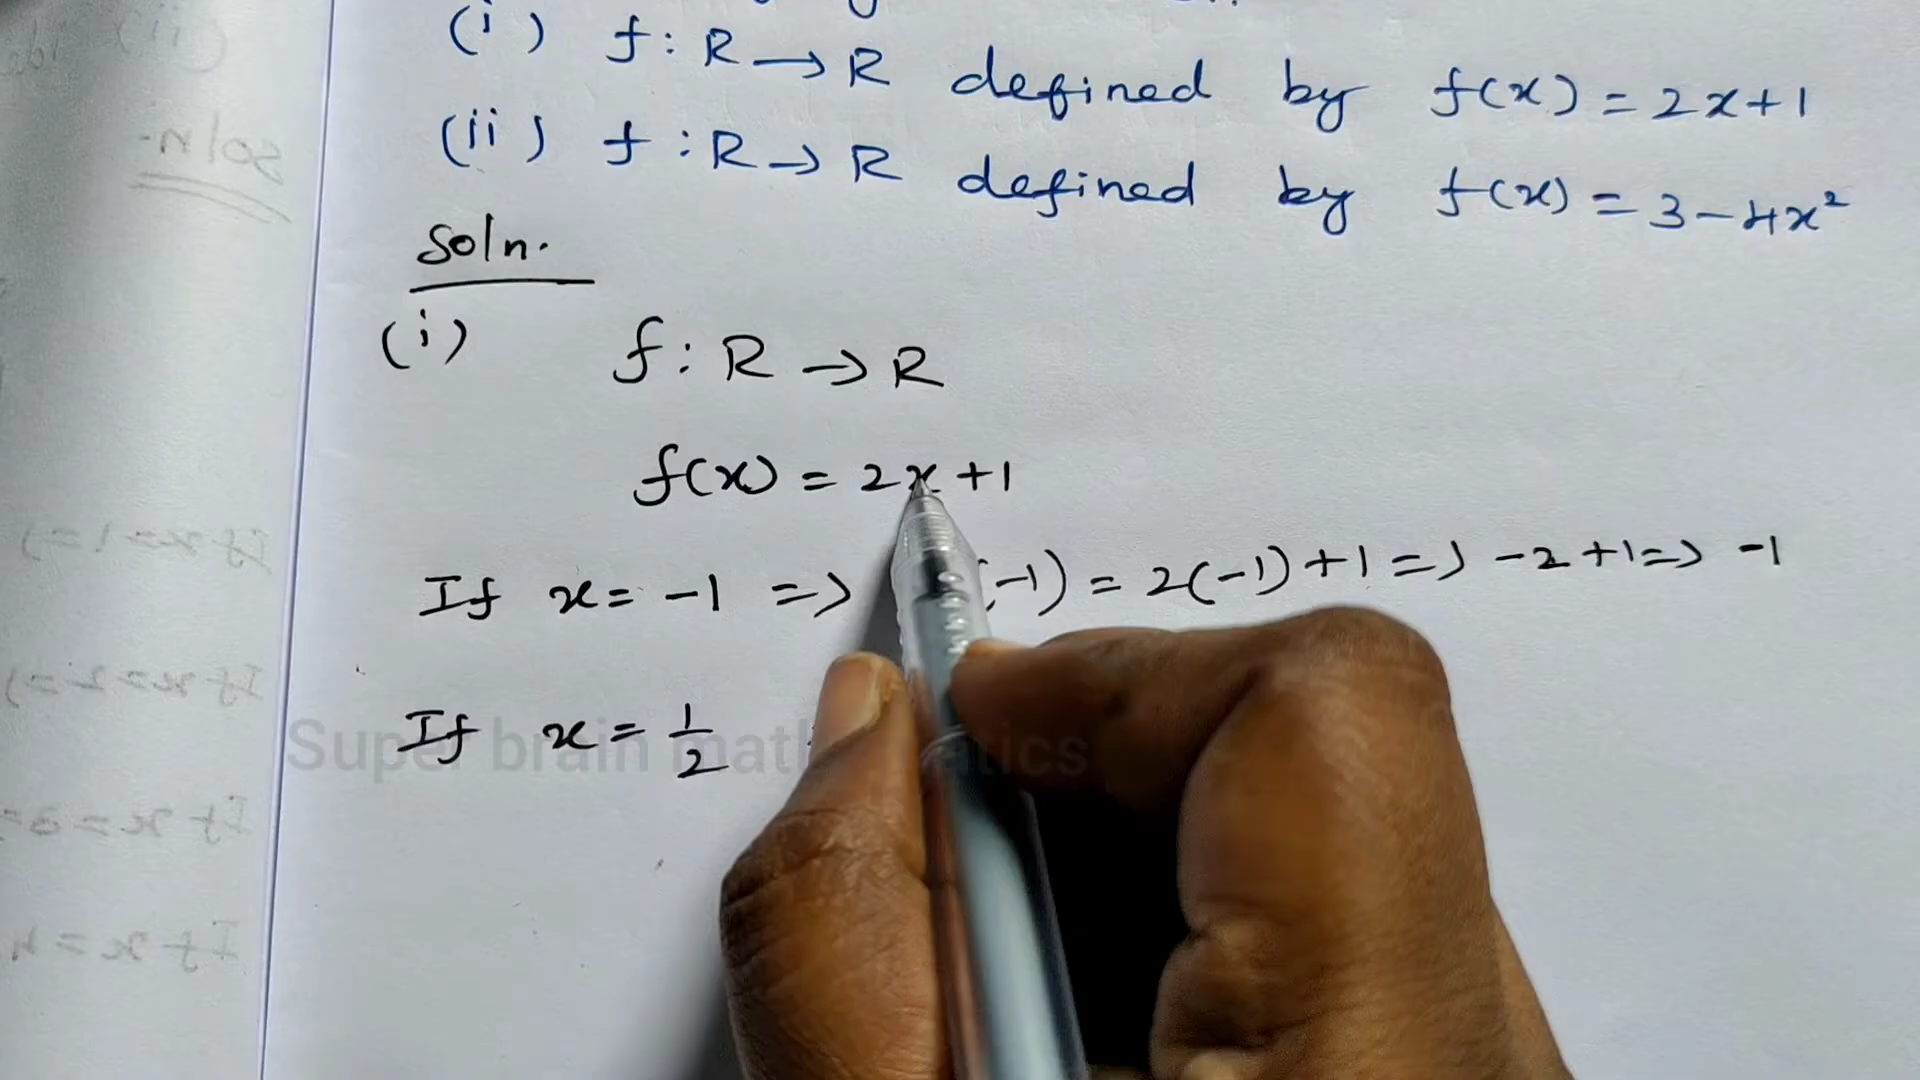 (i) f : R → R defined by f(x) = 2x+1
(ii) f : R → R defined by f(x) = 3 - 4x²
Soln.
(i) f : R → R
f(x) = 2x+1
If x = -1 => (-1) = 2(-1)+1 => -2+1 => -1
If x = 1/2
Super brain mathematics